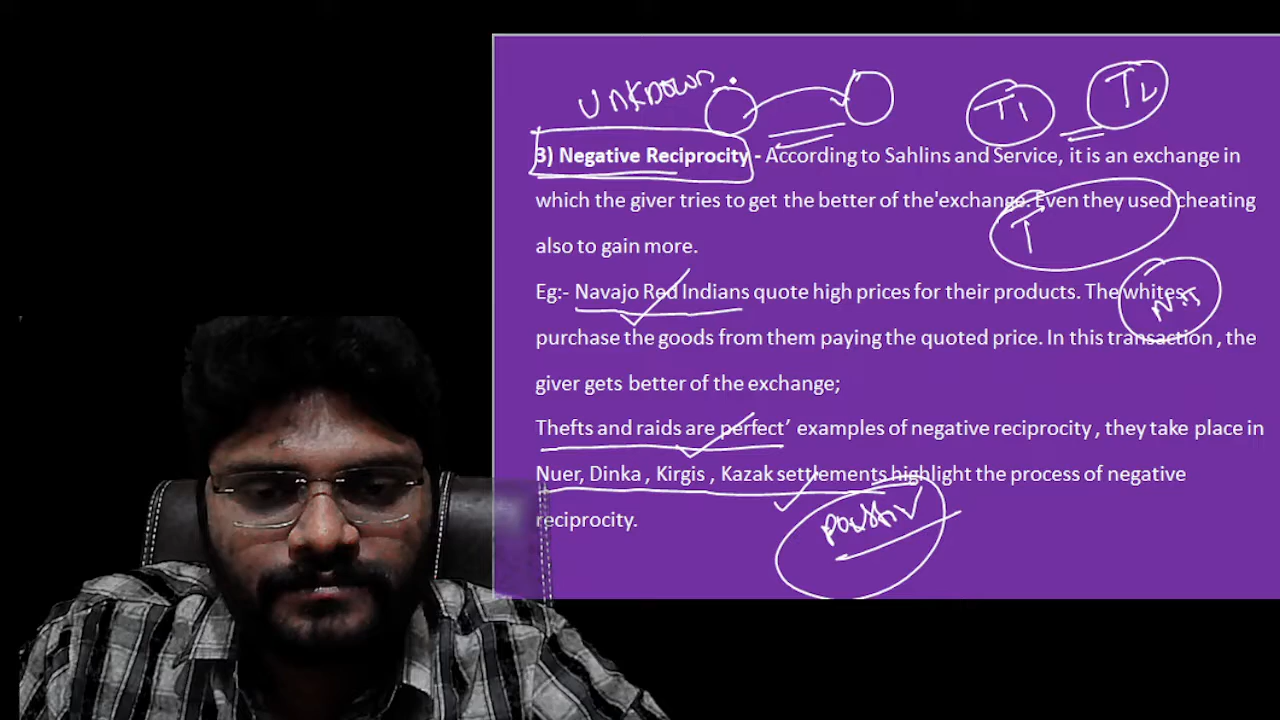 unknown
T1 T2
3) Negative Reciprocity - According to Sahlins and Service, it is an exchange in
which the giver tries to get the better of the'exchange. Even they used cheating
T
also to gain more.
Eg:- Navajo Red Indians quote high prices for their products. The whites
N.T
purchase the goods from them paying the quoted price. In this transaction , the
giver gets better of the exchange;
Thefts and raids are perfect’ examples of negative reciprocity , they take place in
Nuer, Dinka , Kirgis , Kazak settlements highlight the process of negative
reciprocity.